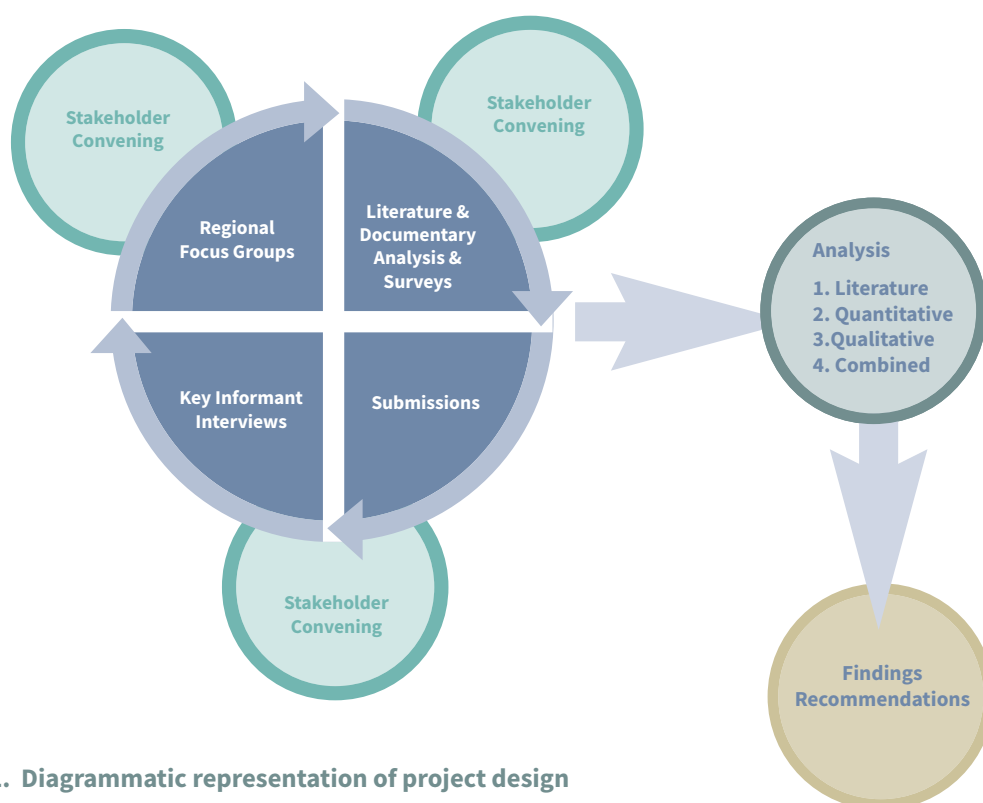 Stakeholder
Convening
Stakeholder
Convening
Regional
Focus Groups
Literature &
Documentary
Analysis &
Surveys
Key Informant
Interviews
Submissions
Stakeholder
Convening
Analysis
1. Literature
2. Quantitative
3.Qualitative
4. Combined
Findings
Recommendations
. Diagrammatic representation of project design